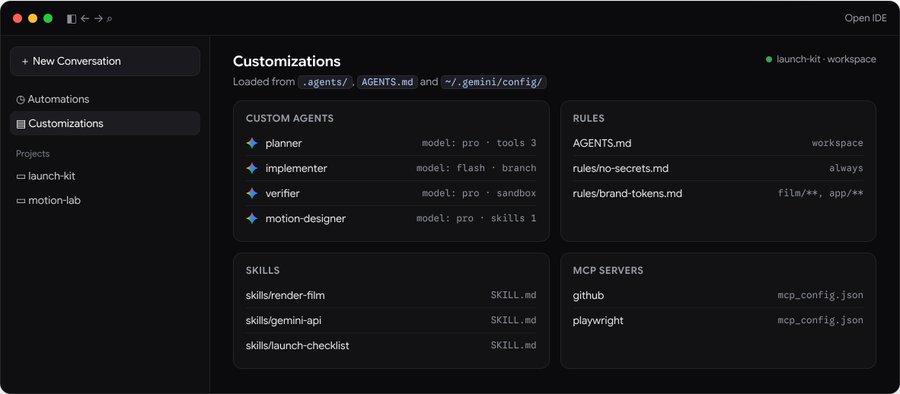 Open IDE
+ New Conversation
Automations
Customizations
Projects
launch-kit
motion-lab
Customizations
launch-kit · workspace
Loaded from .agents/, AGENTS.md and ~/.gemini/config/
CUSTOM AGENTS
planner model: pro · tools 3
implementer model: flash · branch
verifier model: pro · sandbox
motion-designer model: pro · skills 1
RULES
AGENTS.md workspace
rules/no-secrets.md always
rules/brand-tokens.md film/**, app/**
SKILLS
skills/render-film SKILL.md
skills/gemini-api SKILL.md
skills/launch-checklist SKILL.md
MCP SERVERS
github mcp_config.json
playwright mcp_config.json